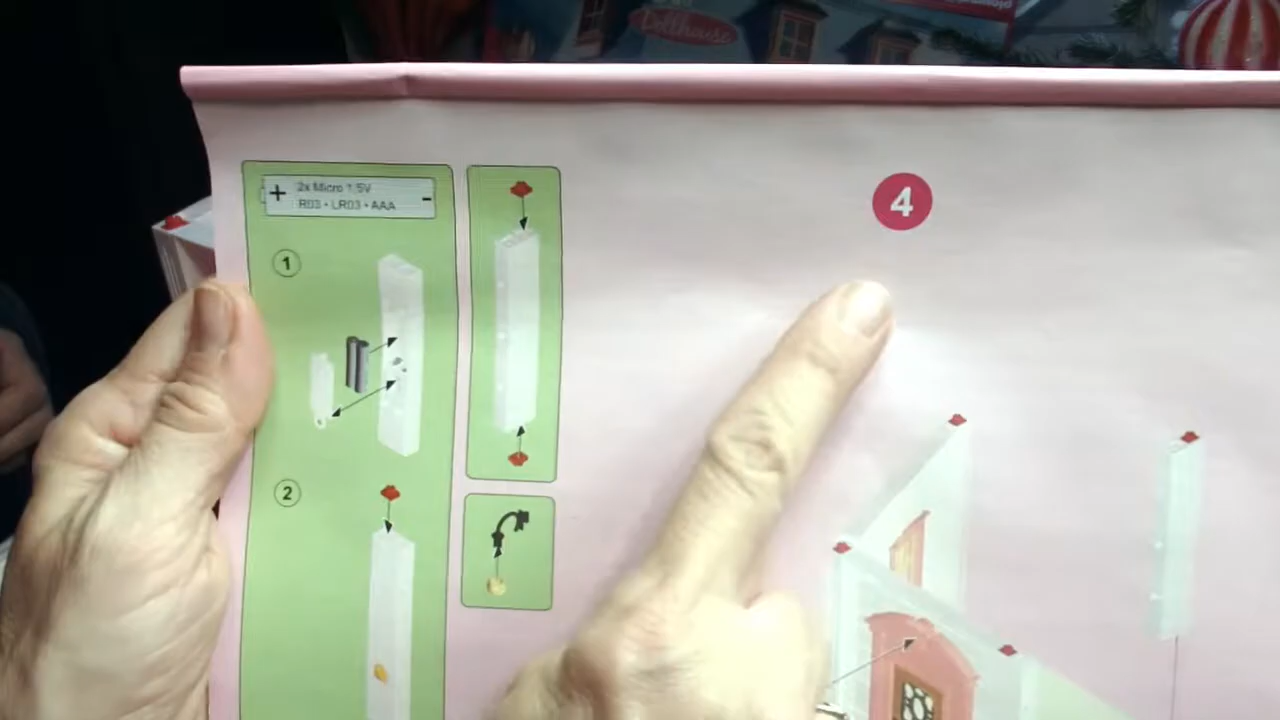 Dollhouse
4
+ 2x Micro 1,5V -
R03 • LR03 • AAA
1
2